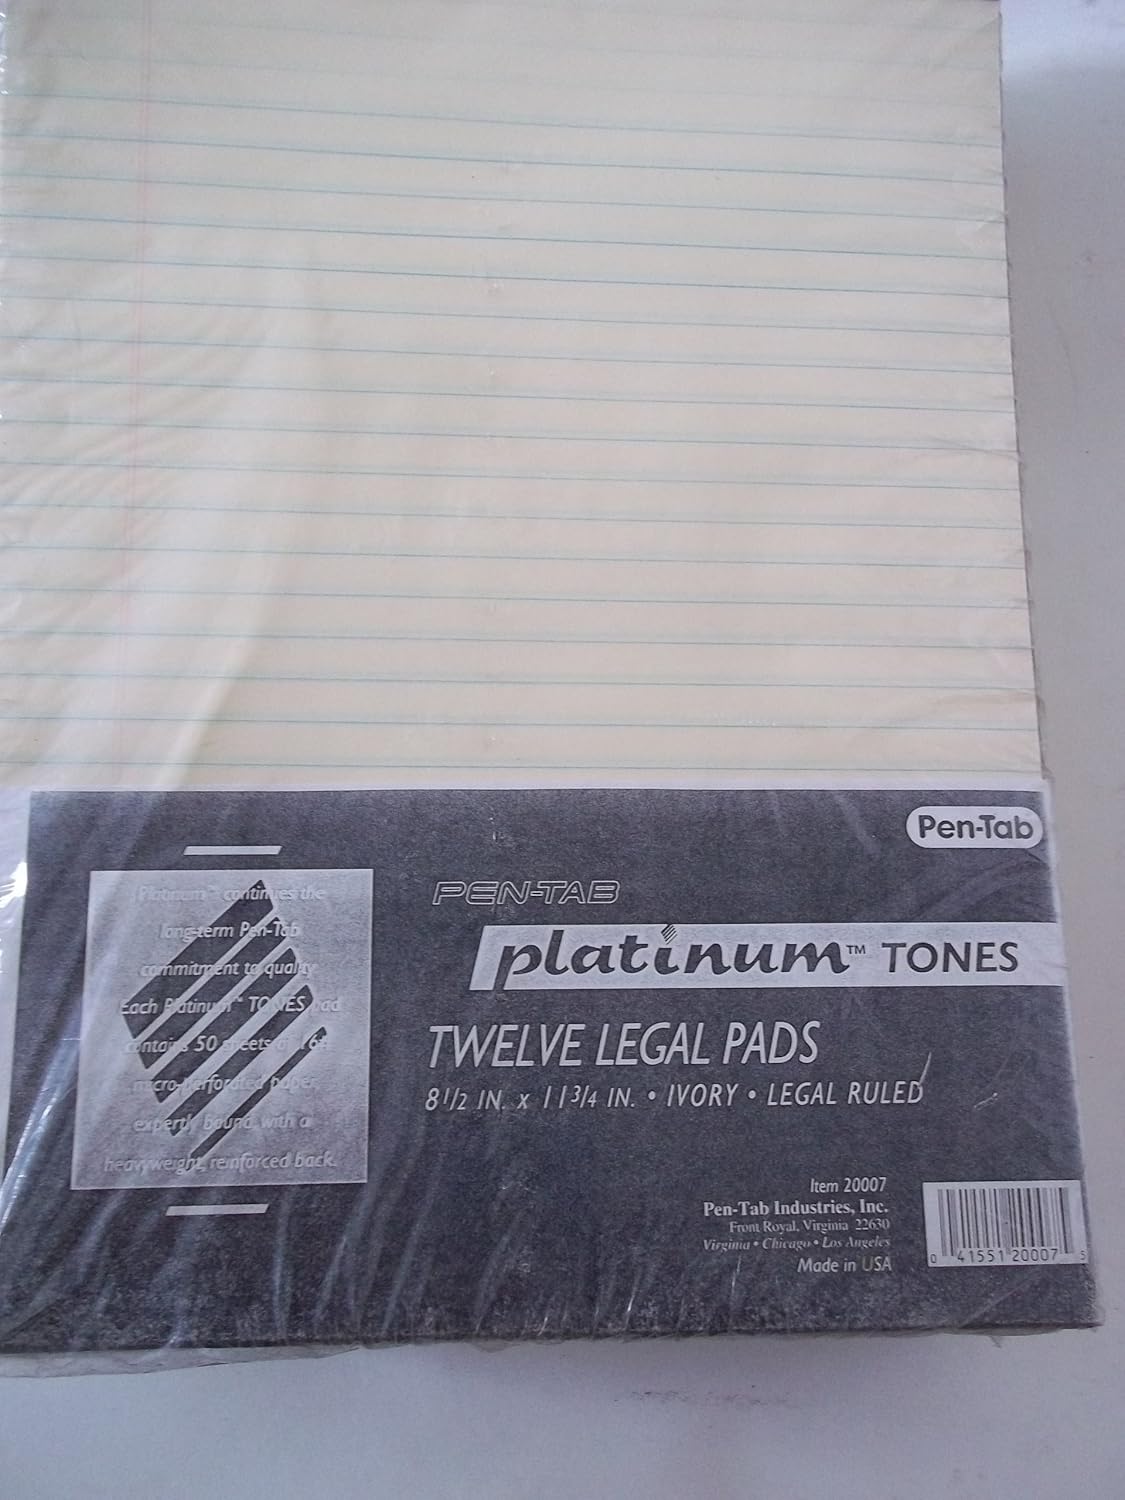 Pen-Tab
PEN-TAB
platinum™ TONES
TWELVE LEGAL PADS
8 1/2 IN. x 11 3/4 IN. • IVORY • LEGAL RULED
Platinum™ continues the
long-term Pen-Tab
commitment to quality
Each Platinum™ TONES pad
contains 50 sheets of 16#
micro-perforated paper,
expertly bound with a
heavyweight, reinforced back.
Item 20007
Pen-Tab Industries, Inc.
Front Royal, Virginia 22630
Virginia • Chicago • Los Angeles
Made in USA
0 41551 20007 5